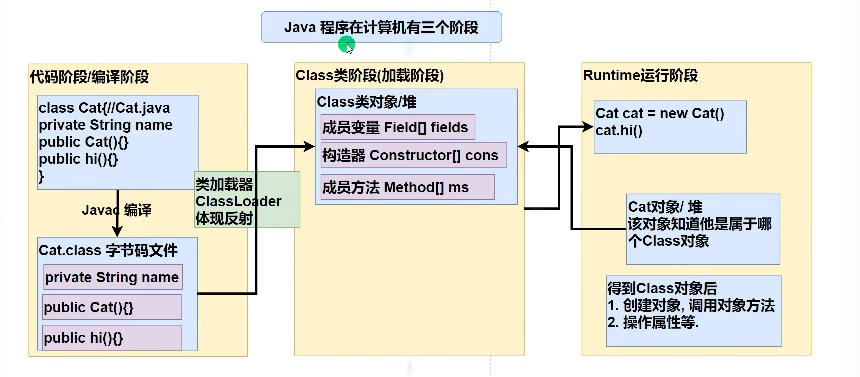 Java 程序在计算机有三个阶段
代码阶段/编译阶段
class Cat{//Cat.java
private String name
public Cat(){}
public hi(){}
}
Javac 编译
Cat.class 字节码文件
private String name
public Cat(){}
public hi(){}
类加载器
ClassLoader
体现反射
Class类阶段(加载阶段)
Class类对象/堆
成员变量 Field[] fields
构造器 Constructor[] cons
成员方法 Method[] ms
Runtime运行阶段
Cat cat = new Cat()
cat.hi()
Cat对象/ 堆
该对象知道他是属于哪
个Class对象
得到Class对象后
1. 创建对象, 调用对象方法
2. 操作属性等.